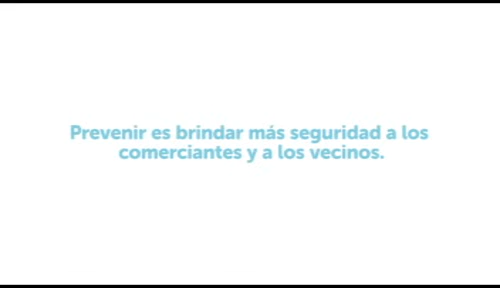 Prevenir es brindar más seguridad a los
comerciantes y a los vecinos.